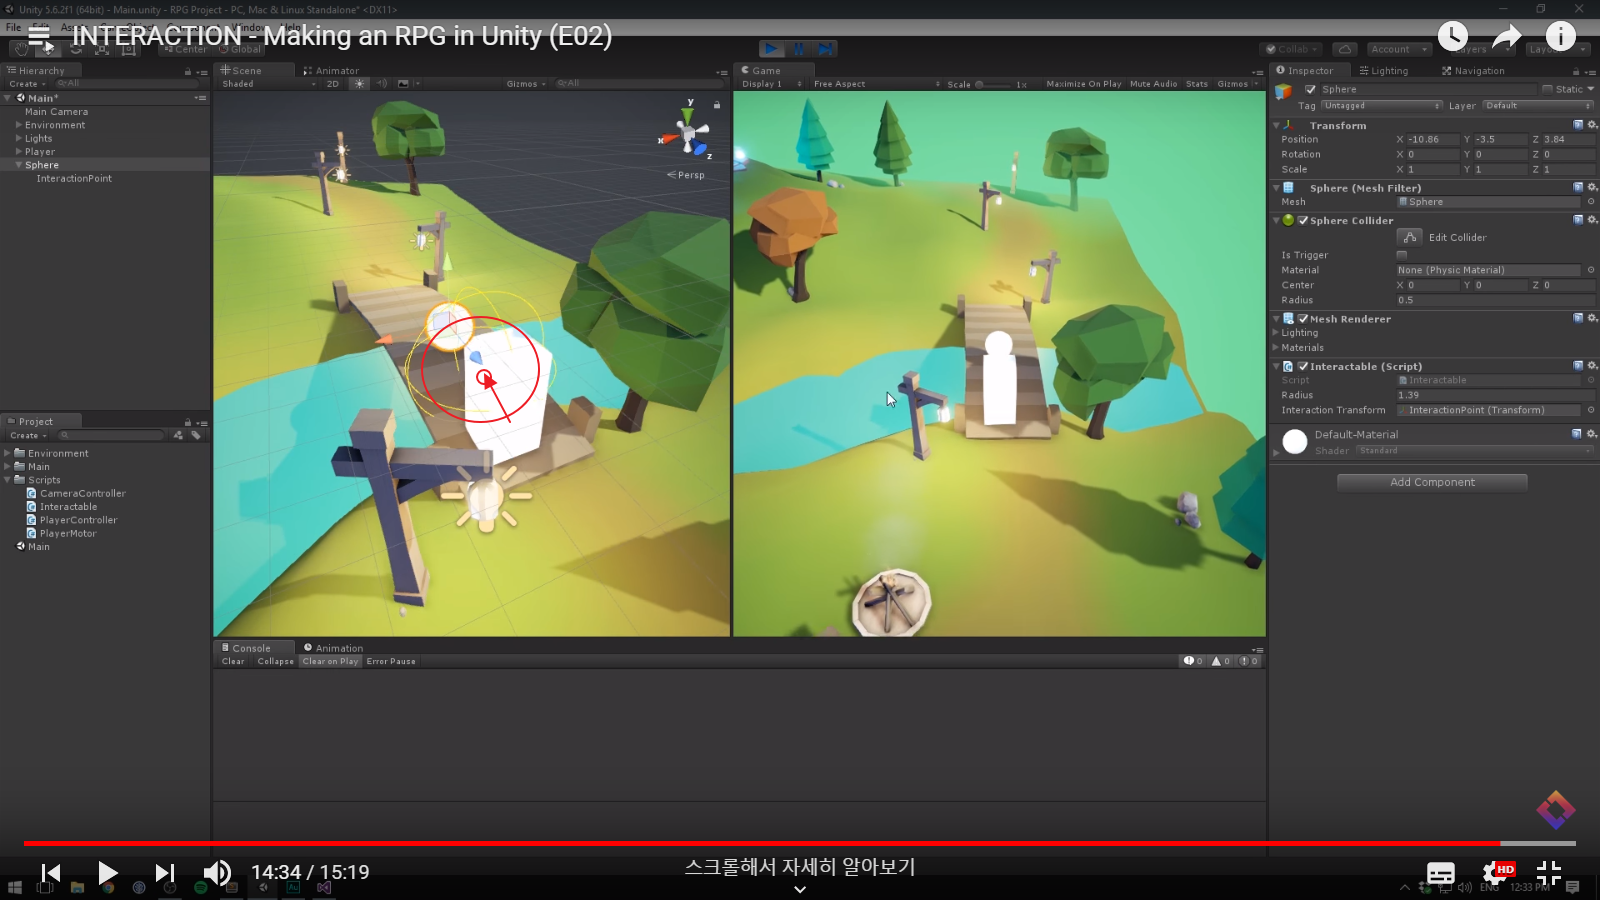 Unity 5.6.2f1 (64bit) - Main.unity - RPG Project - PC, Mac & Linux Standalone* <DX11>
INTERACTION - Making an RPG in Unity (E02)
File Edit
Window
Center Global
Collab Account Layers
Hierarchy
Create All
Main*
Main Camera
Environment
Lights
Player
Sphere
InteractionPoint
Project
Create
Environment
Main
Scripts
CameraController
Interactable
PlayerController
PlayerMotor
Main
Scene Animator
Shaded 2D Gizmos All
y
x
z
Persp
Game
Display 1 Free Aspect Scale 1x Maximize On Play Mute Audio Stats Gizmos
Console Animation
Clear Collapse Clear on Play Error Pause 0 0 0
Inspector Lighting Navigation
Sphere Static
Tag Untagged Layer Default
Transform
Position X -10.86 Y -3.5 Z 3.84
Rotation X 0 Y 0 Z 0
Scale X 1 Y 1 Z 1
Sphere (Mesh Filter)
Mesh Sphere
Sphere Collider
Edit Collider
Is Trigger
Material None (Physic Material)
Center X 0 Y 0 Z 0
Radius 0.5
Mesh Renderer
Lighting
Materials
Interactable (Script)
Script Interactable
Radius 1.39
Interaction Transform InteractionPoint (Transform)
Default-Material
Shader Standard
Add Component
14:34 / 15:19
스크롤해서 자세히 알아보기
HD
ENG 12:33 PM